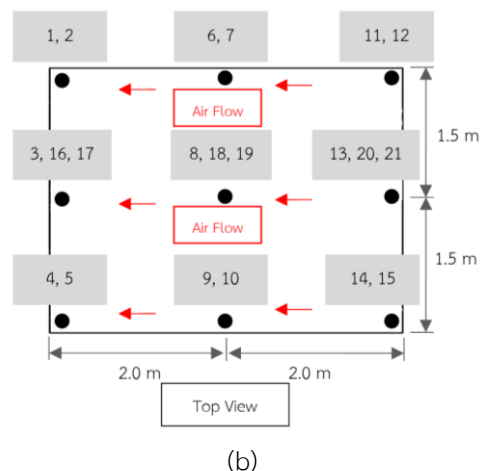 1, 2
6, 7
11, 12
Air Flow
1.5 m
3, 16, 17
8, 18, 19
13, 20, 21
Air Flow
1.5 m
4, 5
9, 10
14, 15
2.0 m
2.0 m
Top View
(b)